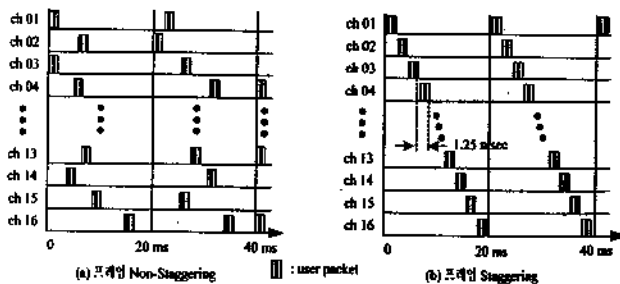 ch 01
ch 02
ch 03
ch 04
ch 13
ch 14
ch 15
ch 16
0
20 ms
40 ms
(a) 프레임 Non-Staggering
: user packet
ch 01
ch 02
ch 03
ch 04
1.25 msec
ch 13
ch 14
ch 15
ch 16
0
20 ms
40 ms
(b) 프레임 Staggering